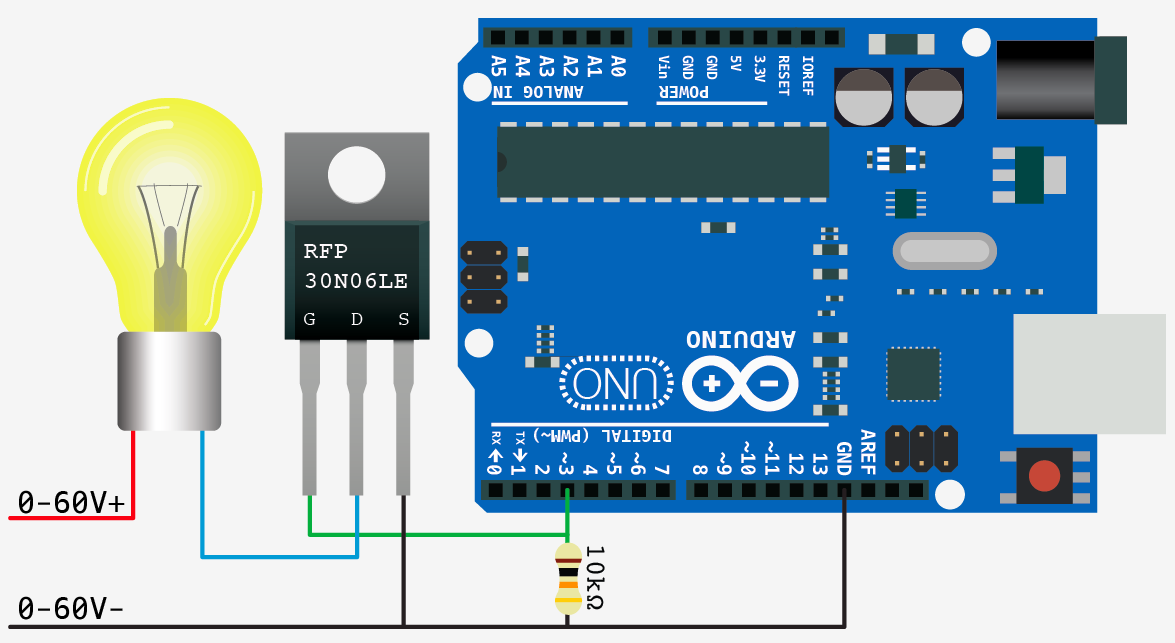 A5 A4 A3 A2 A1 A0
ANALOG IN
Vin GND GND 5V 3.3V RESET IOREF
POWER
RFP
30N06LE
G D S
ARDUINO
UNO
DIGITAL (PWM~)
RX TX
0 1 2 ~3 4 ~5 ~6 7 8 ~9 ~10 ~11 12 13 GND AREF
0-60V+
10kΩ
0-60V-